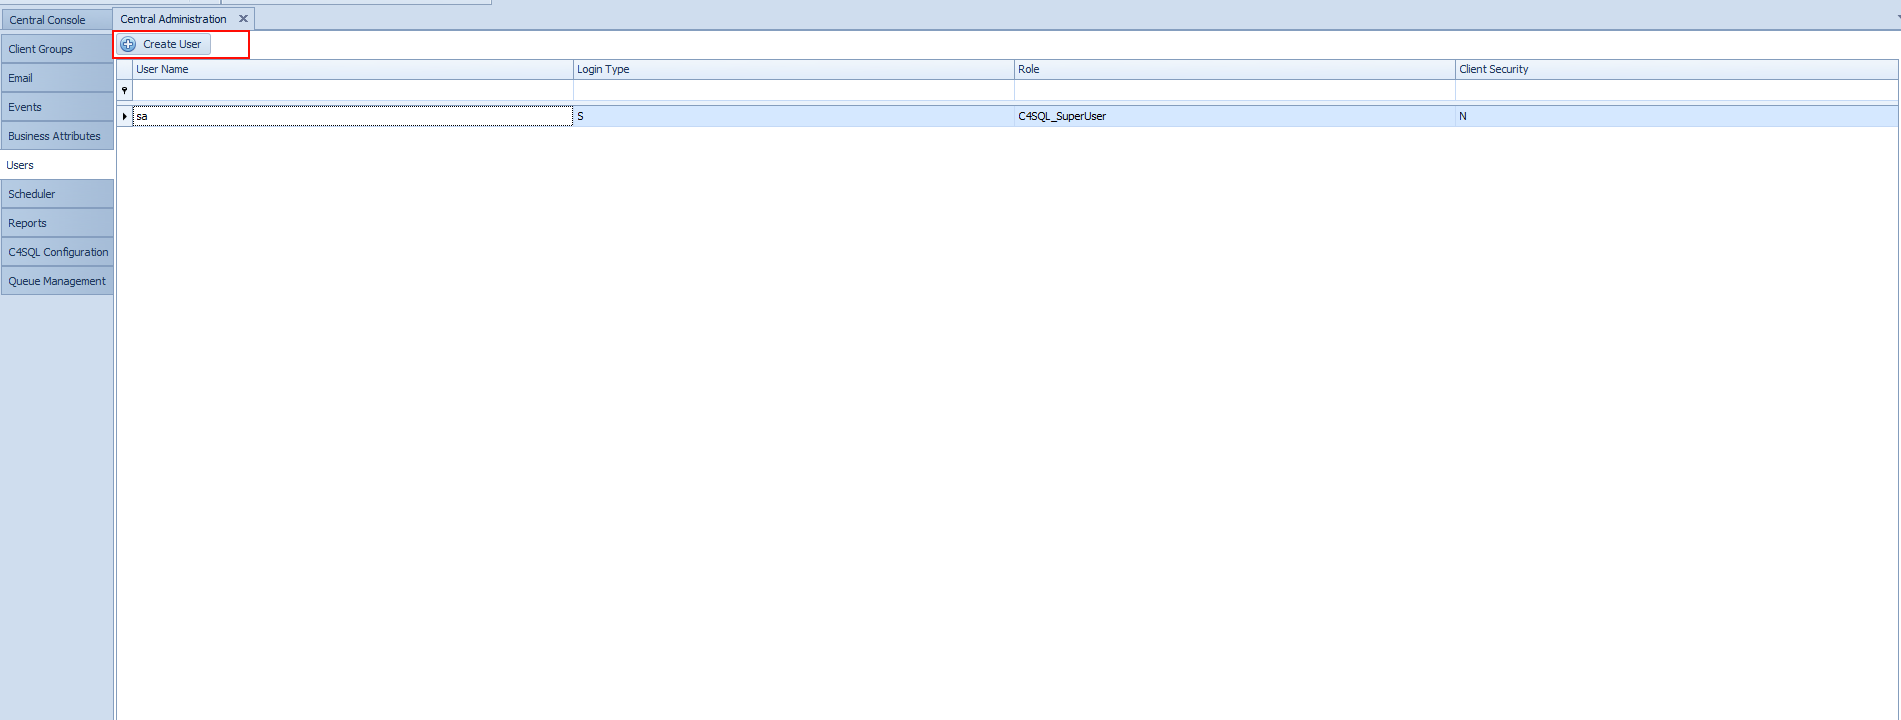 Central Console
Central Administration
Client Groups
Email
Events
Business Attributes
Users
Scheduler
Reports
C4SQL Configuration
Queue Management
Create User
User Name Login Type Role Client Security
sa S C4SQL_SuperUser N